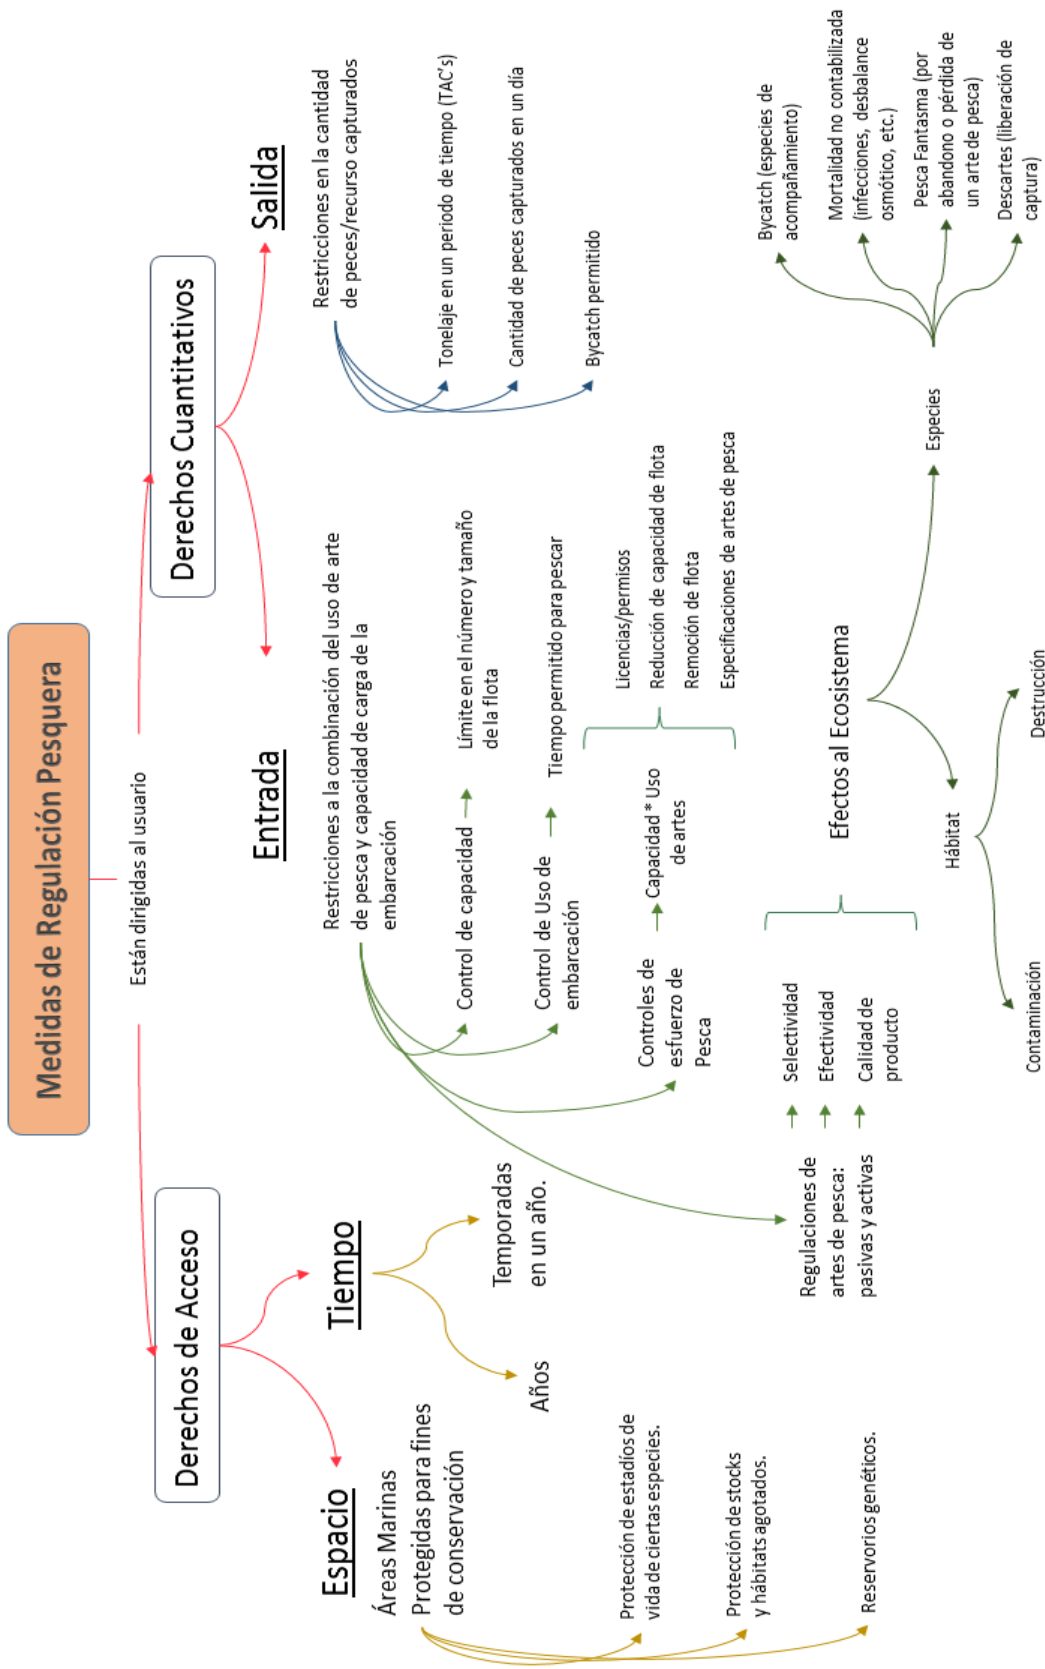 Medidas de Regulación Pesquera
Están dirigidas al usuario
Derechos de Acceso
Espacio
Áreas Marinas
Protegidas para fines
de conservación
Protección de estadíos de
vida de ciertas especies.
Protección de stocks
y hábitats agotados.
Reservorios genéticos.
Tiempo
Años
Temporadas
en un año.
Derechos Cuantitativos
Entrada
Restricciones a la combinación del uso de arte
de pesca y capacidad de carga de la
embarcación
Control de capacidad
Límite en el número y tamaño
de la flota
Control de Uso de
embarcación
Tiempo permitido para pescar
Controles de
esfuerzo de
Pesca
Capacidad * Uso
de artes
Licencias/permisos
Reducción de capacidad de flota
Remoción de flota
Especificaciones de artes de pesca
Regulaciones de
artes de pesca:
pasivas y activas
Selectividad
Efectividad
Calidad de
producto
Efectos al Ecosistema
Hábitat
Contaminación
Destrucción
Especies
Bycatch (especies de
acompañamiento)
Mortalidad no contabilizada
(infecciones, desbalance
osmótico, etc.)
Pesca Fantasma (por
abandono o pérdida de
un arte de pesca)
Descartes (liberación de
captura)
Salida
Restricciones en la cantidad
de peces/recurso capturados
Tonelaje en un periodo de tiempo (TAC's)
Cantidad de peces capturados en un día
Bycatch permitido